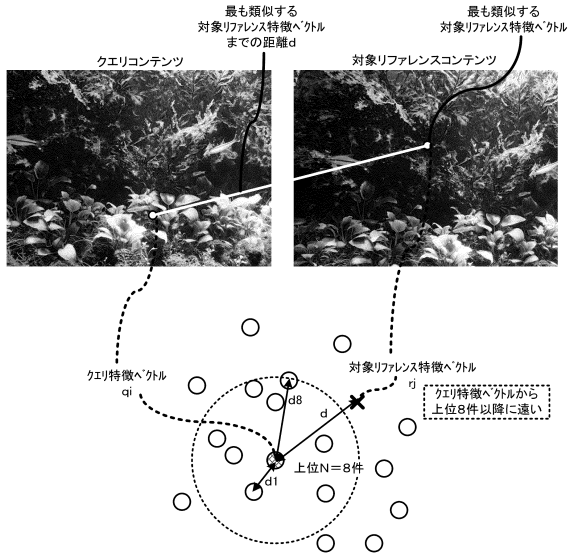 最も類似する
対象リファレンス特徴ベクトル
までの距離d
最も類似する
対象リファレンス特徴ベクトル
クエリコンテンツ
対象リファレンスコンテンツ
クエリ特徴ベクトル
qi
対象リファレンス特徴ベクトル
rj
クエリ特徴ベクトルから
上位8件以降に遠い
d8
d
上位N=8件
d1